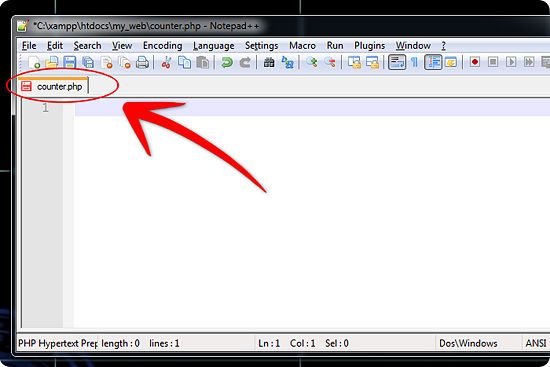 *C:\xampp\htdocs\my_web\counter.php - Notepad++
File Edit Search View Encoding Language Settings Macro Run Plugins Window ?
counter.php
1
PHP Hypertext Prep length : 0 lines : 1 Ln : 1 Col : 1 Sel : 0 Dos\Windows ANSI